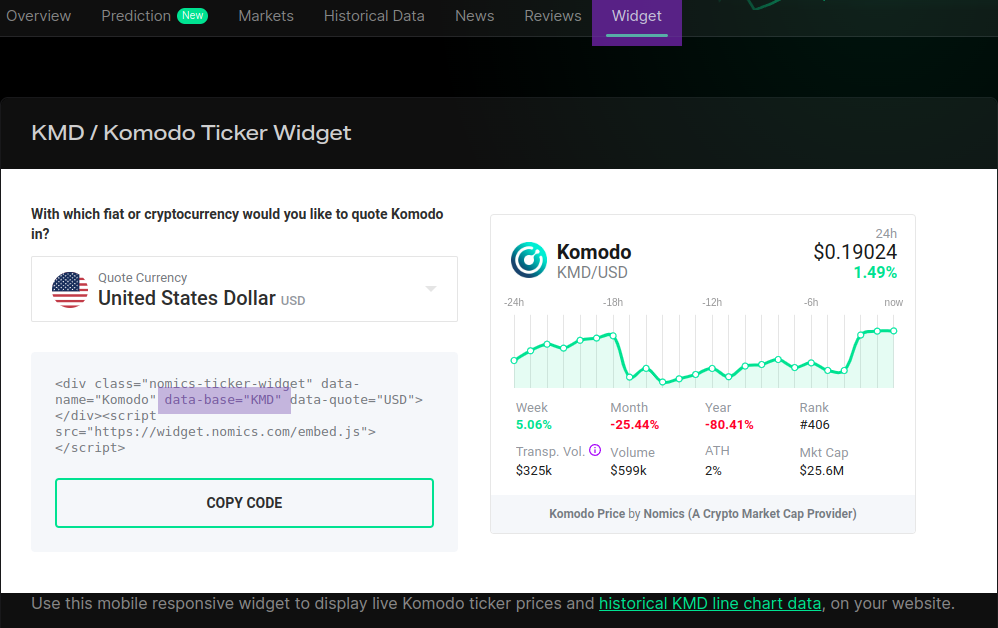 Overview Prediction New Markets Historical Data News Reviews Widget
KMD / Komodo Ticker Widget
With which fiat or cryptocurrency would you like to quote Komodo
in?
Quote Currency
United States Dollar USD
<div class="nomics-ticker-widget" data-
name="Komodo" data-base="KMD" data-quote="USD">
</div><script
src="https://widget.nomics.com/embed.js">
</script>
COPY CODE
24h
Komodo $0.19024
KMD/USD 1.49%
-24h -18h -12h -6h now
Week Month Year Rank
5.06% -25.44% -80.41% #406
Transp. Vol. Volume ATH Mkt Cap
$325k $599k 2% $25.6M
Komodo Price by Nomics (A Crypto Market Cap Provider)
Use this mobile responsive widget to display live Komodo ticker prices and historical KMD line chart data, on your website.